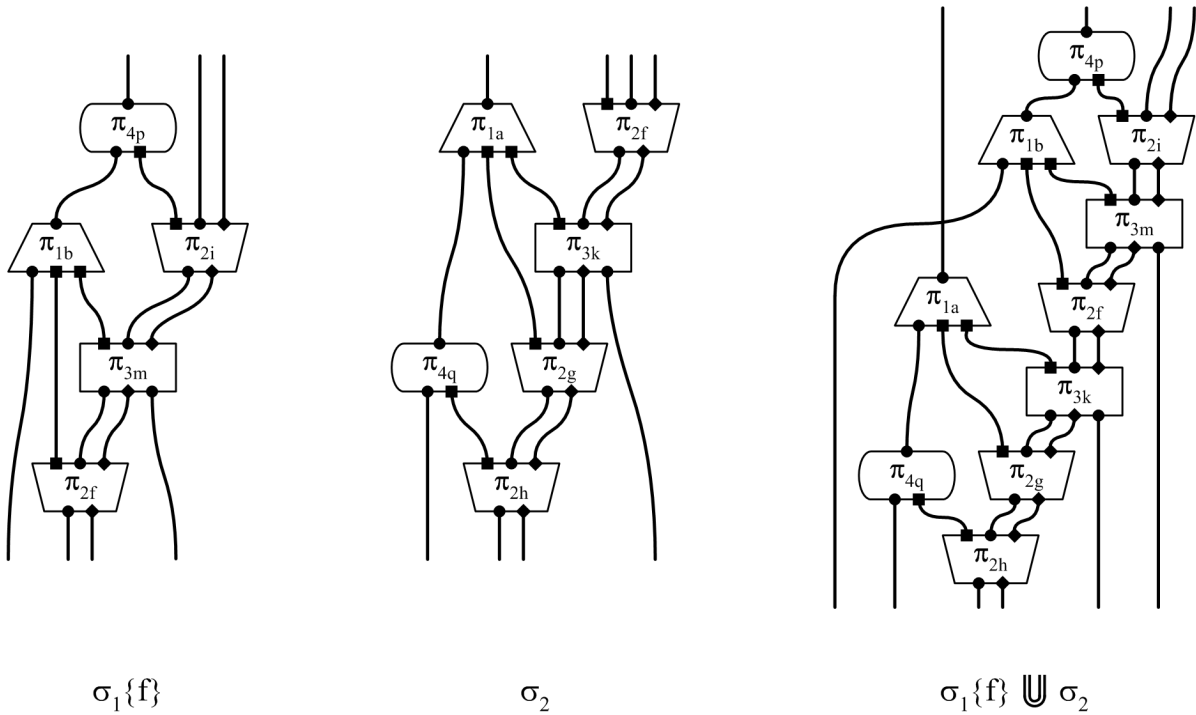 π4p
π1b
π2i
π3m
π2f
σ1{f}
π1a
π2f
π3k
π4q
π2g
π2h
σ2
π4p
π1b
π2i
π3m
π1a
π2f
π3k
π4q
π2g
π2h
σ1{f} ⋓ σ2